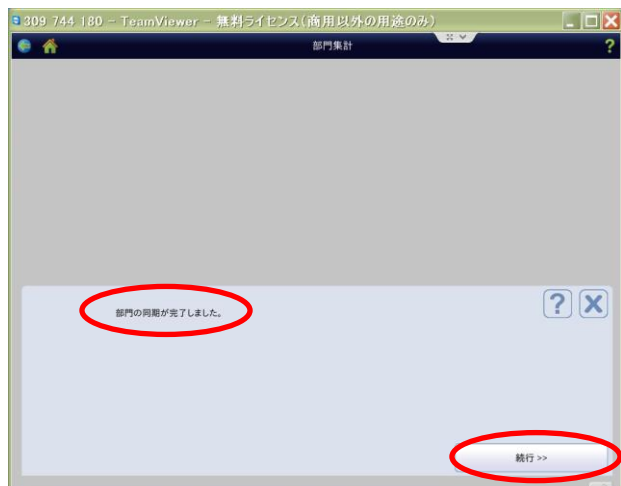 309 744 180 - TeamViewer - 無料ライセンス(商用以外の用途のみ)
部門集計
?
部門の同期が完了しました。
?
X
続行 >>